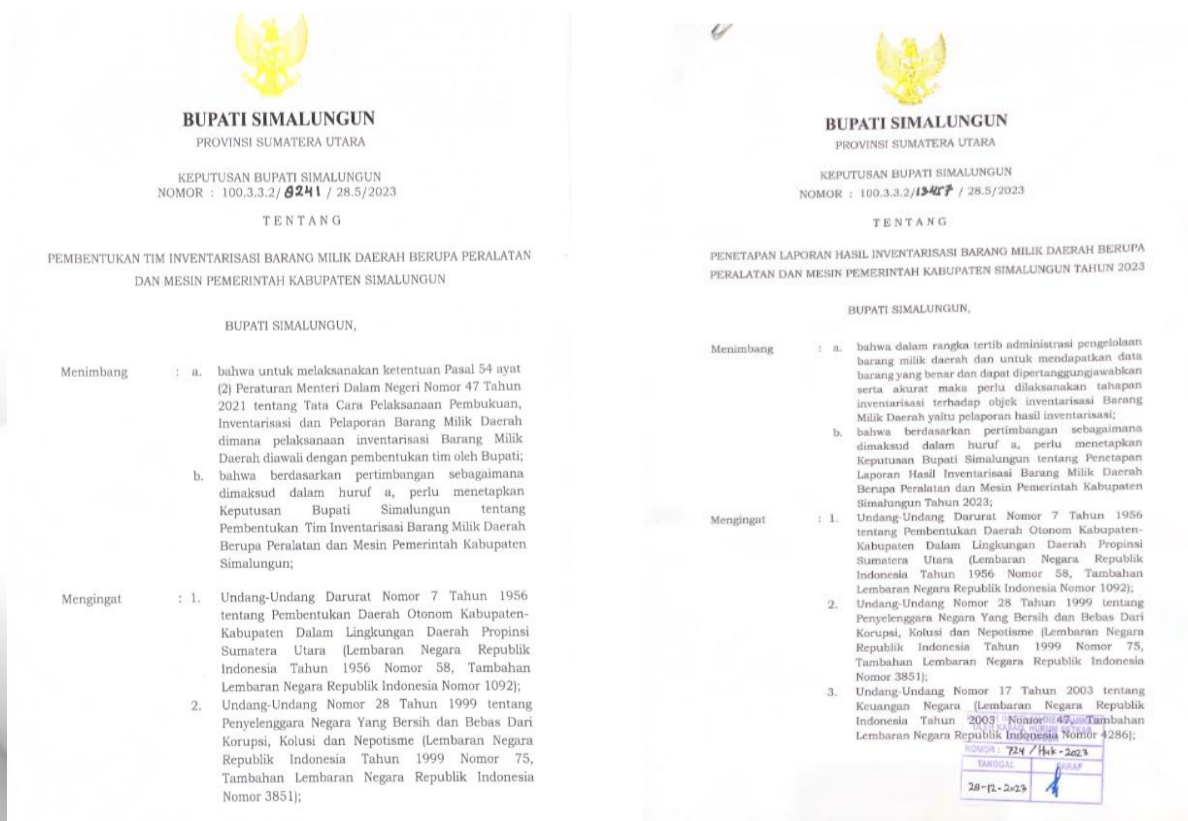 BUPATI SIMALUNGUN
PROVINSI SUMATERA UTARA
KEPUTUSAN BUPATI SIMALUNGUN
NOMOR : 100.3.3.2/ 8241 / 28.5/2023
TENTANG
PEMBENTUKAN TIM INVENTARISASI BARANG MILIK DAERAH BERUPA PERALATAN
DAN MESIN PEMERINTAH KABUPATEN SIMALUNGUN
BUPATI SIMALUNGUN,
Menimbang : a. bahwa untuk melaksanakan ketentuan Pasal 54 ayat
(2) Peraturan Menteri Dalam Negeri Nomor 47 Tahun
2021 tentang Tata Cara Pelaksanaan Pembukuan,
Inventarisasi dan Pelaporan Barang Milik Daerah
dimana pelaksanaan inventarisasi Barang Milik
Daerah diawali dengan pembentukan tim oleh Bupati;
b. bahwa berdasarkan pertimbangan sebagaimana
dimaksud dalam huruf a, perlu menetapkan
Keputusan Bupati Simalungun tentang
Pembentukan Tim Inventarisasi Barang Milik Daerah
Berupa Peralatan dan Mesin Pemerintah Kabupaten
Simalungun;
Mengingat : 1. Undang-Undang Darurat Nomor 7 Tahun 1956
tentang Pembentukan Daerah Otonom Kabupaten-
Kabupaten Dalam Lingkungan Daerah Propinsi
Sumatera Utara (Lembaran Negara Republik
Indonesia Tahun 1956 Nomor 58, Tambahan
Lembaran Negara Republik Indonesia Nomor 1092);
2. Undang-Undang Nomor 28 Tahun 1999 tentang
Penyelenggara Negara Yang Bersih dan Bebas Dari
Korupsi, Kolusi dan Nepotisme (Lembaran Negara
Republik Indonesia Tahun 1999 Nomor 75,
Tambahan Lembaran Negara Republik Indonesia
Nomor 3851);
BUPATI SIMALUNGUN
PROVINSI SUMATERA UTARA
KEPUTUSAN BUPATI SIMALUNGUN
NOMOR : 100.3.3.2/13457 / 28.5/2023
TENTANG
PENETAPAN LAPORAN HASIL INVENTARISASI BARANG MILIK DAERAH BERUPA
PERALATAN DAN MESIN PEMERINTAH KABUPATEN SIMALUNGUN TAHUN 2023
BUPATI SIMALUNGUN,
Menimbang : a. bahwa dalam rangka tertib administrasi pengelolaan
barang milik daerah dan untuk mendapatkan data
barang yang benar dan dapat dipertanggungjawabkan
serta akurat maka perlu dilaksanakan tahapan
inventarisasi terhadap objek inventarisasi Barang
Milik Daerah yaitu pelaporan hasil inventarisasi;
b. bahwa berdasarkan pertimbangan sebagaimana
dimaksud dalam huruf a, perlu menetapkan
Keputusan Bupati Simalungun tentang Penetapan
Laporan Hasil Inventarisasi Barang Milik Daerah
Berupa Peralatan dan Mesin Pemerintah Kabupaten
Simalungun Tahun 2023;
Mengingat : 1. Undang-Undang Darurat Nomor 7 Tahun 1956
tentang Pembentukan Daerah Otonom Kabupaten-
Kabupaten Dalam Lingkungan Daerah Propinsi
Sumatera Utara (Lembaran Negara Republik
Indonesia Tahun 1956 Nomor 58, Tambahan
Lembaran Negara Republik Indonesia Nomor 1092);
2. Undang-Undang Nomor 28 Tahun 1999 tentang
Penyelenggara Negara Yang Bersih dan Bebas Dari
Korupsi, Kolusi dan Nepotisme (Lembaran Negara
Republik Indonesia Tahun 1999 Nomor 75,
Tambahan Lembaran Negara Republik Indonesia
Nomor 3851);
3. Undang-Undang Nomor 17 Tahun 2003 tentang
Keuangan Negara (Lembaran Negara Republik
Indonesia Tahun 2003 Nomor 47, Tambahan
Lembaran Negara Republik Indonesia Nomor 4286);
NOMOR : 724 / Huk-2023
TANGGAL PARAF
28-12-2023